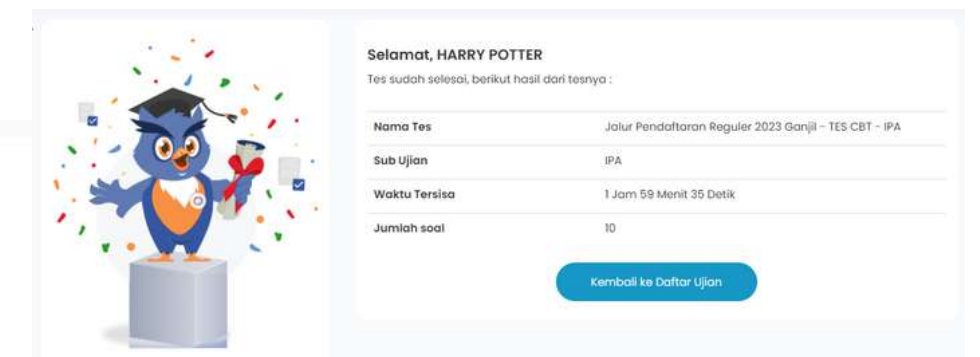 Selamat, HARRY POTTER
Tes sudah selesai, berikut hasil dari tesnya :
Nama Tes Jalur Pendaftaran Reguler 2023 Ganjil - TES CBT - IPA
Sub Ujian IPA
Waktu Tersisa 1 Jam 59 Menit 35 Detik
Jumlah soal 10
Kembali ke Daftar Ujian